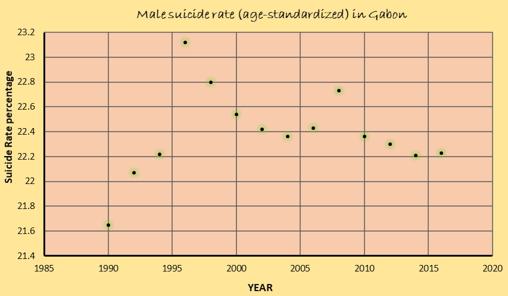 Male suicide rate (age-standardized) in Gabon
Suicide Rate percentage
23.2
23
22.8
22.6
22.4
22.2
22
21.8
21.6
21.4
1985 1990 1995 2000 2005 2010 2015 2020
YEAR